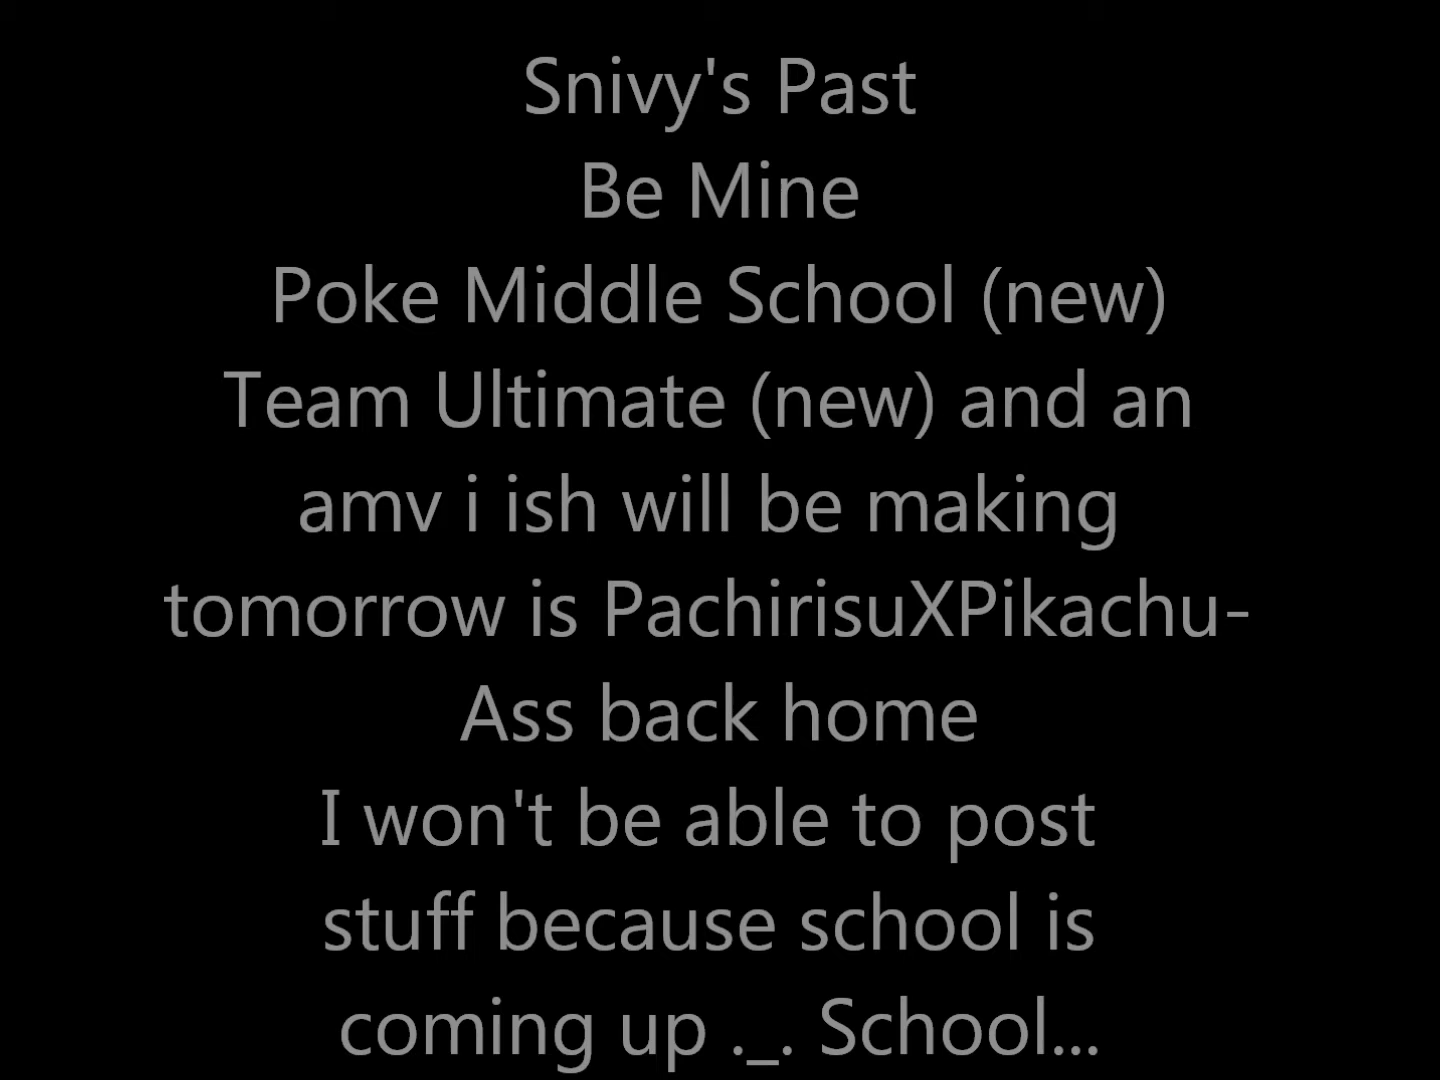 Snivy's Past
Be Mine
Poke Middle School (new)
Team Ultimate (new) and an
amv i ish will be making
tomorrow is PachirisuXPikachu-
Ass back home
I won't be able to post
stuff because school is
coming up ._. School...